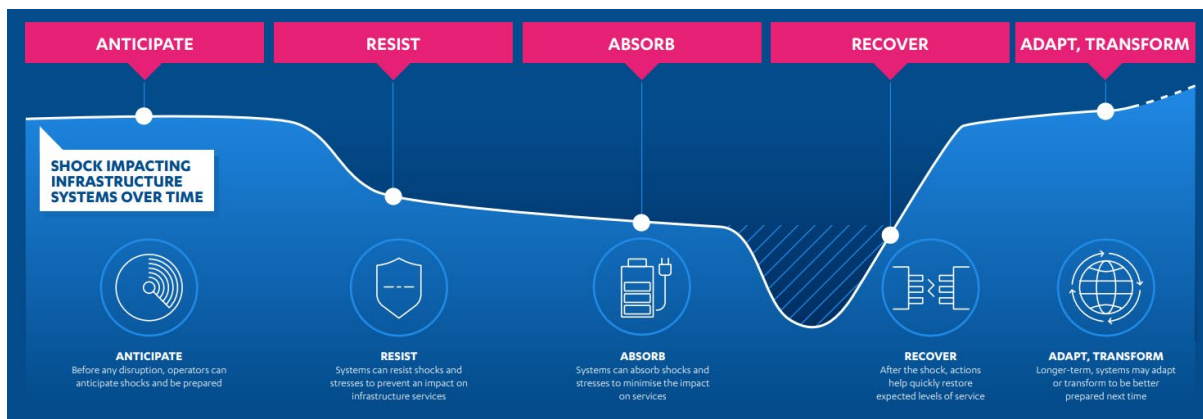 ANTICIPATE
RESIST
ABSORB
RECOVER
ADAPT, TRANSFORM
SHOCK IMPACTING
INFRASTRUCTURE
SYSTEMS OVER TIME
ANTICIPATE
Before any disruption, operators can
anticipate shocks and be prepared
RESIST
Systems can resist shocks and
stresses to prevent an impact on
infrastructure services
ABSORB
Systems can absorb shocks and
stresses to minimise the impact
on services
RECOVER
After the shock, actions
help quickly restore
expected levels of service
ADAPT, TRANSFORM
Longer-term, systems may adapt
or transform to be better
prepared next time